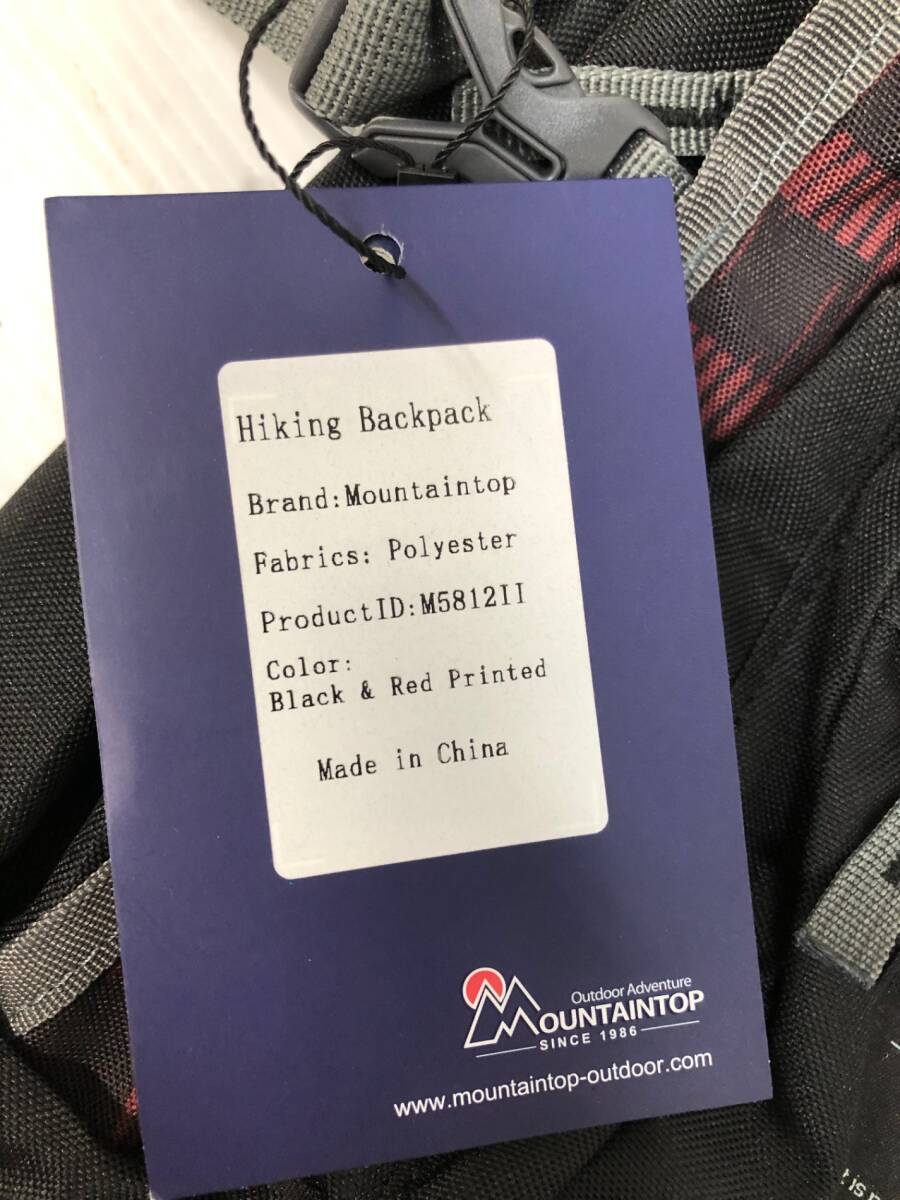 Hiking Backpack
Brand:Mountaintop
Fabrics: Polyester
ProductID:M5812II
Color:
Black & Red Printed
Made in China
Outdoor Adventure
MOUNTAINTOP
SINCE 1986
www.mountaintop-outdoor.com